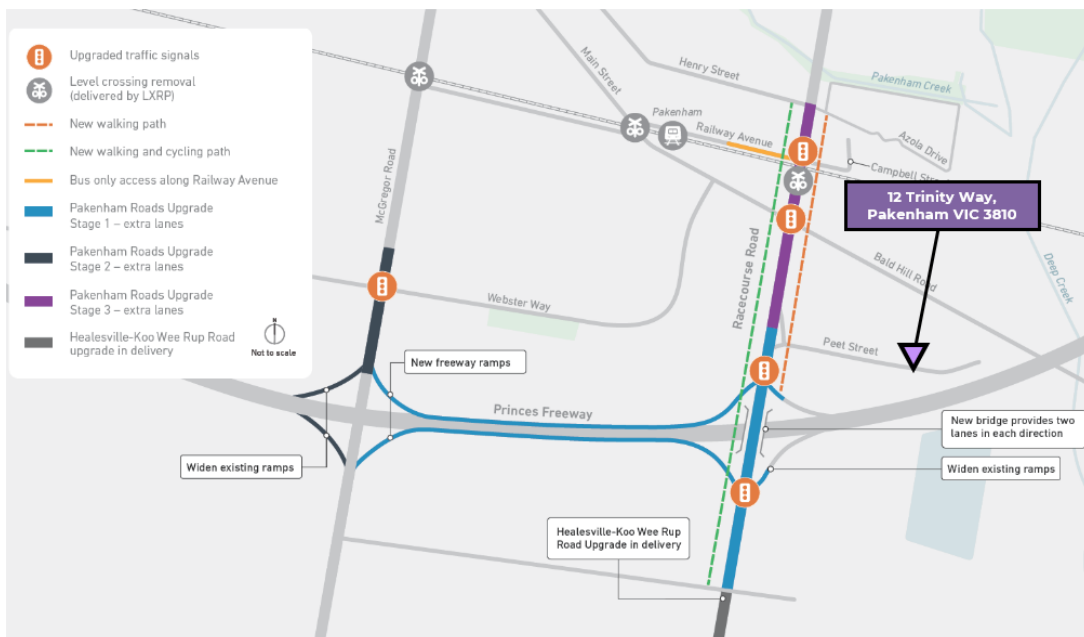 Upgraded traffic signals
Level crossing removal
(delivered by LXRP)
New walking path
New walking and cycling path
Bus only access along Railway Avenue
Pakenham Roads Upgrade
Stage 1 – extra lanes
Pakenham Roads Upgrade
Stage 2 – extra lanes
Pakenham Roads Upgrade
Stage 3 – extra lanes
Healesville-Koo Wee Rup Road
upgrade in delivery
N
Not to scale
Main Street
Henry Street
Pakenham Creek
Pakenham
Railway Avenue
Azola Drive
Campbell Stre
McGregor Road
12 Trinity Way,
Pakenham VIC 3810
Racecourse Road
Bald Hill Road
Deep Creek
Webster Way
Peet Street
New freeway ramps
Princes Freeway
New bridge provides two
lanes in each direction
Widen existing ramps
Widen existing ramps
Healesville-Koo Wee Rup
Road Upgrade in delivery